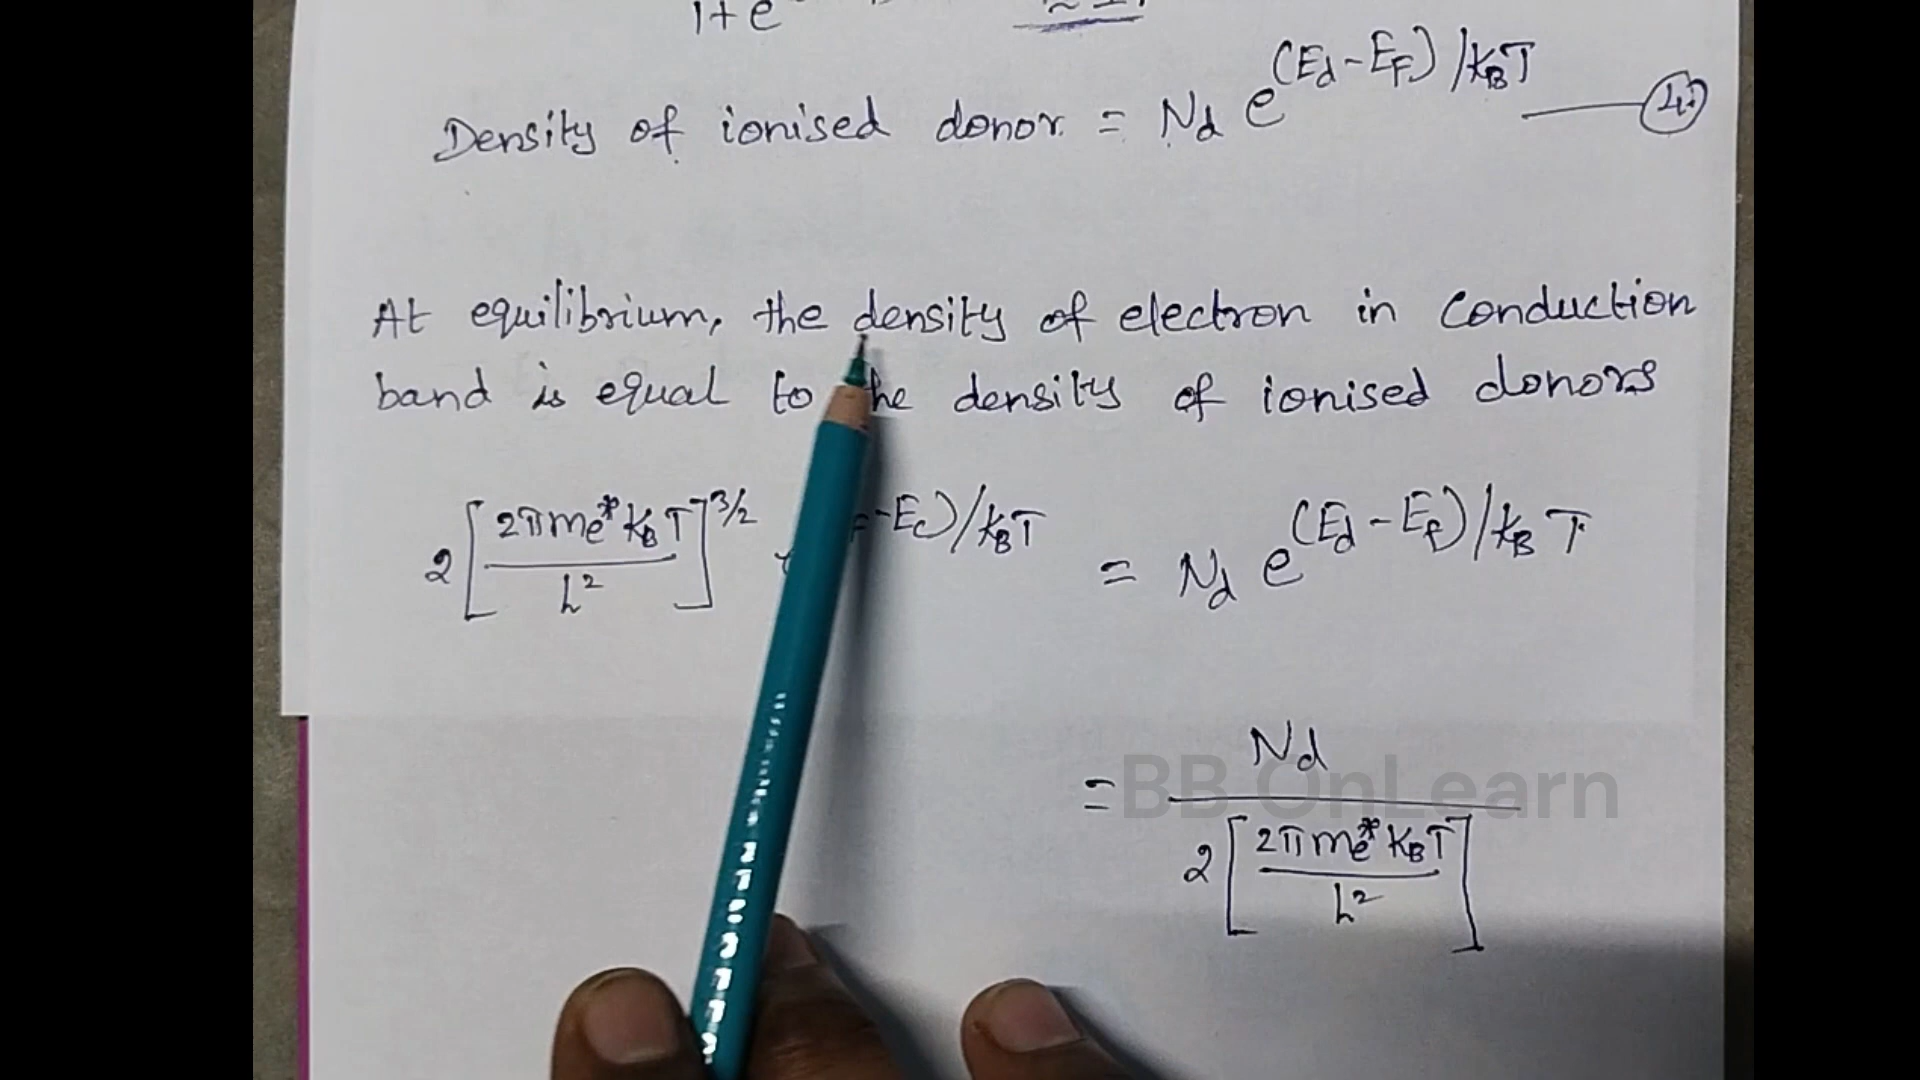 1+e
Density of ionised donor = Nd e^(Ed-EF)/KBT
At equilibrium, the density of electron in conduction
band is equal to the density of ionised donors
2[2πme*KBT/h²]^3/2 -Ec)/KBT = Nd e^(Ed-Ef)/KBT
= Nd/2[2πme*KBT/h²]
BB OnLearn